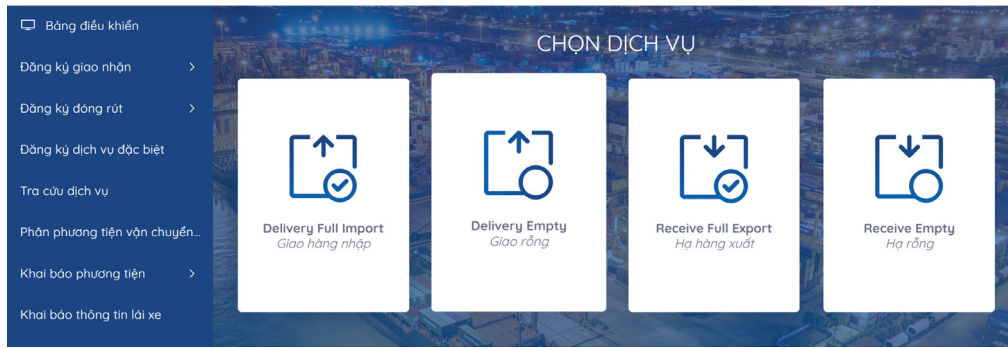 Bảng điều khiển
Đăng ký giao nhận
Đăng ký đóng rút
Đăng ký dịch vụ đặc biệt
Tra cứu dịch vụ
Phân phương tiện vận chuyển...
Khai báo phương tiện
Khai báo thông tin lái xe
CHỌN DỊCH VỤ
Delivery Full Import
Giao hàng nhập
Delivery Empty
Giao rỗng
Receive Full Export
Hạ hàng xuất
Receive Empty
Hạ rỗng